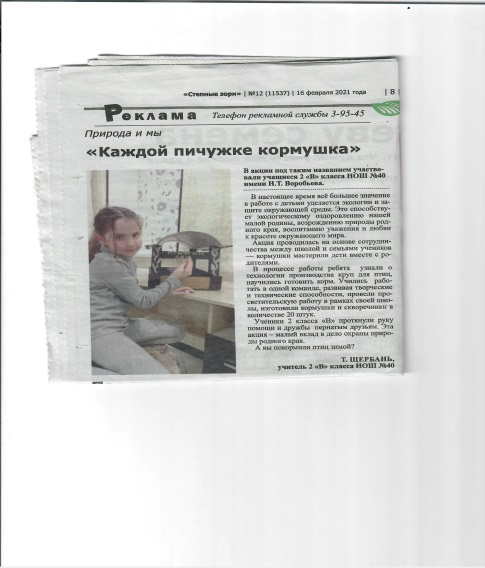 «Степные зори» | №12 (11537) | 16 февраля 2021 года | 8 |
Реклама Телефон рекламной службы 3-95-45
Природа и мы
«Каждой пичужке кормушка»
В акции под таким названием участво-
вали учащиеся 2 «В» класса НОШ №40
имени Н.Т. Воробьева.
В настоящее время всё большее значение
в работе с детьми уделяется экологии и за-
щите окружающей среды. Это способству-
ет экологическому оздоровлению нашей
малой родины, возрождению природы род-
ного края, воспитанию уважения и любви
к красоте окружающего мира.
Акция проводилась на основе сотрудни-
чества между школой и семьями учеников
— кормушки мастерили дети вместе с ро-
дителями.
В процессе работы ребята узнали о
технологии производства круп для птиц,
научились готовить корм. Учились рабо-
тать в одной команде, развивая творческие
и технические способности, провели про-
светительскую работу в рамках своей шко-
лы, изготовили кормушки и скворечники в
количестве 20 штук.
Ученики 2 класса «В» протянули руку
помощи и дружбы пернатым друзьям. Эта
акция – малый вклад в дело охраны приро-
ды родного края.
А вы покормили птиц зимой?
Т. ЩЕРБАНЬ,
учитель 2 «В» класса НОШ №40